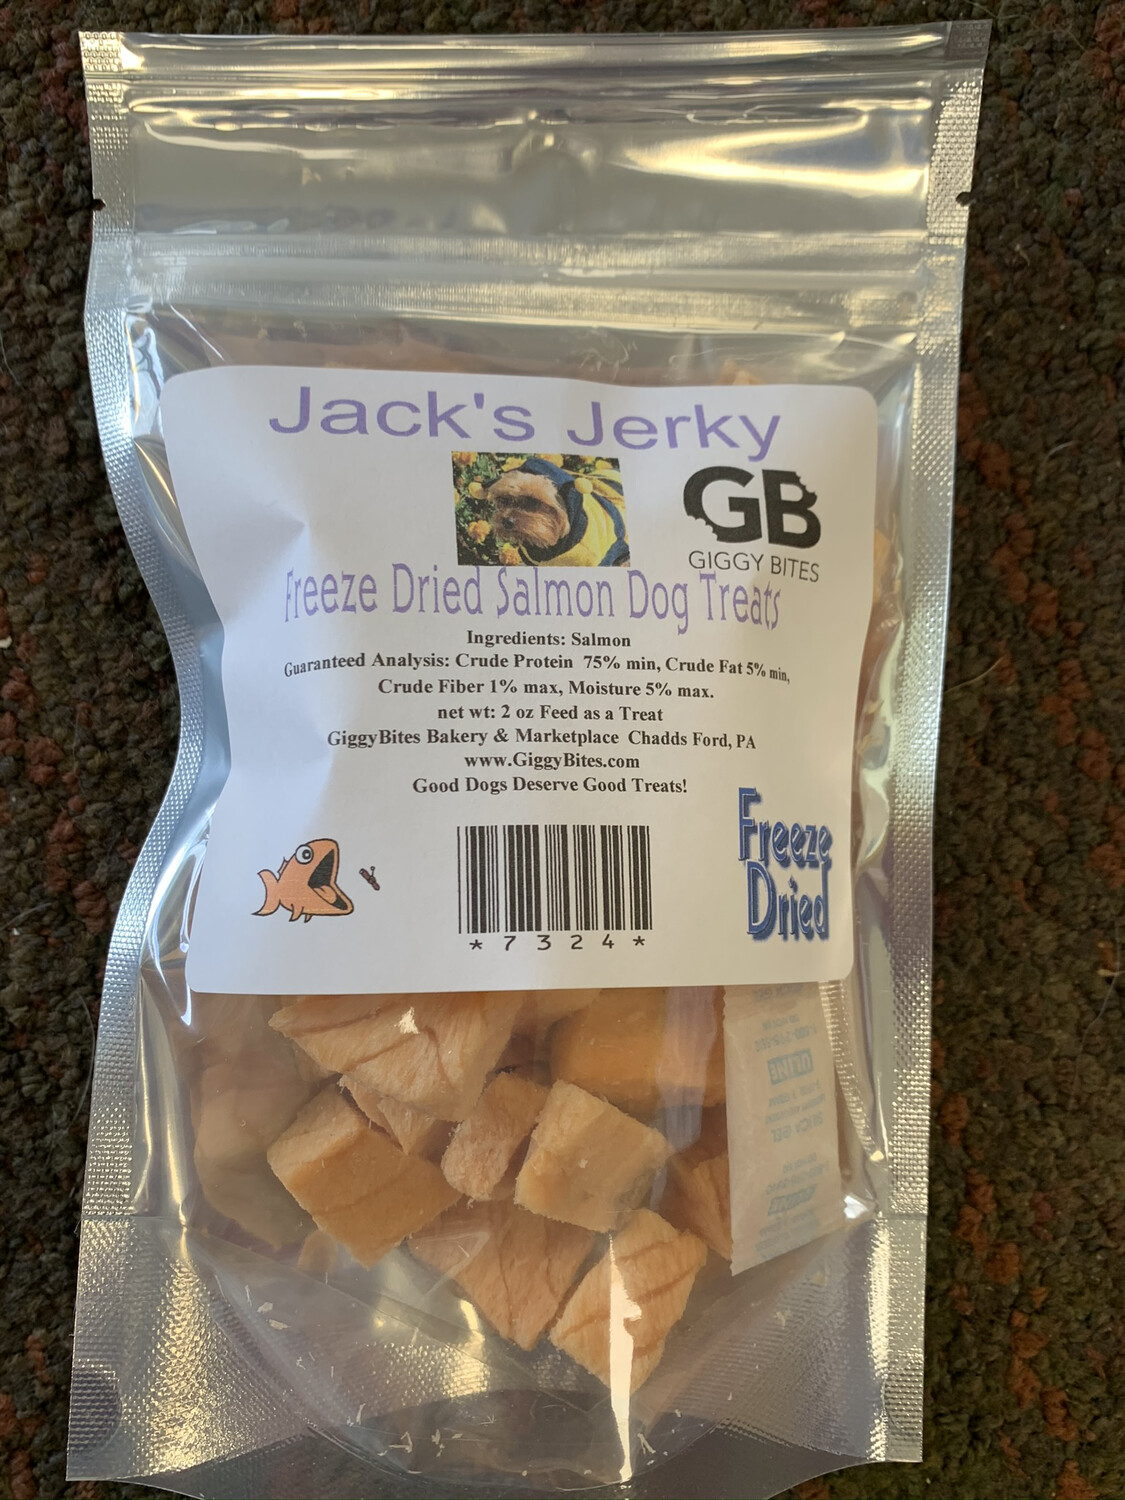 Jack's Jerky
GB
GIGGY BITES
Freeze Dried Salmon Dog Treats
Ingredients: Salmon
Guaranteed Analysis: Crude Protein 75% min, Crude Fat 5% min,
Crude Fiber 1% max, Moisture 5% max.
net wt: 2 oz Feed as a Treat
GiggyBites Bakery & Marketplace Chadds Ford, PA
www.GiggyBites.com
Good Dogs Deserve Good Treats!
Freeze
Dried
*7324*
ULINE